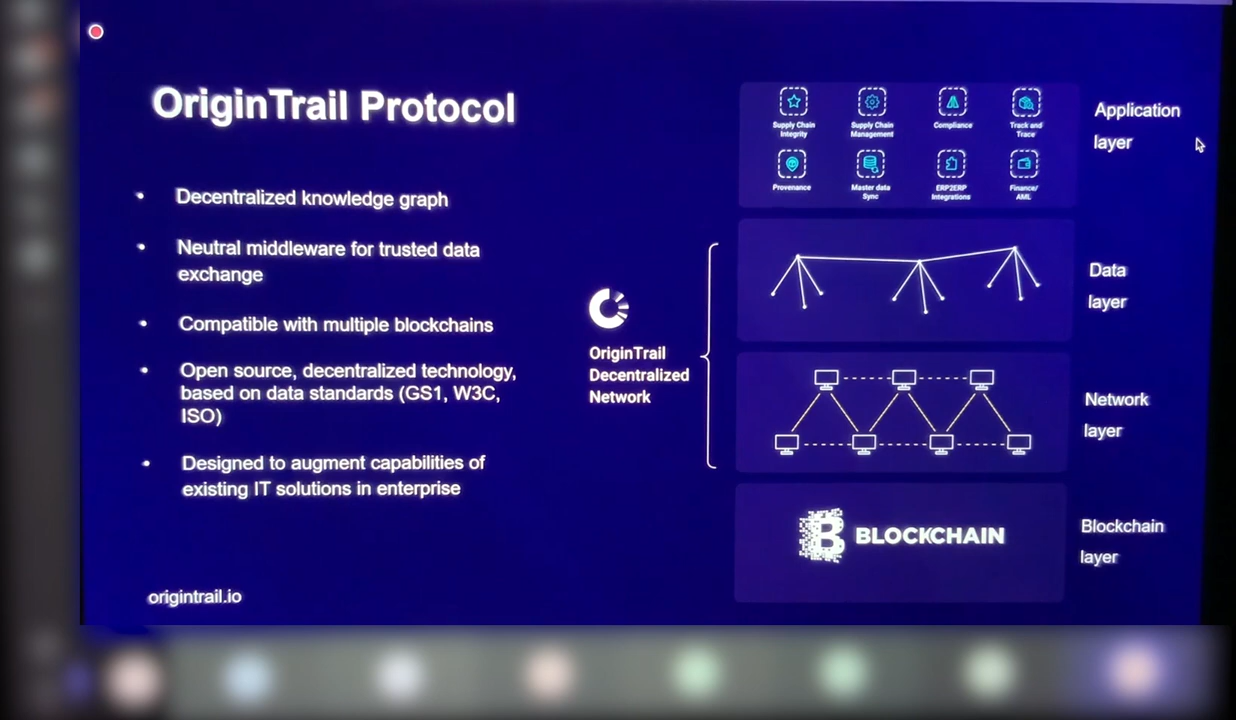 OriginTrail Protocol
• Decentralized knowledge graph
• Neutral middleware for trusted data
exchange
• Compatible with multiple blockchains
• Open source, decentralized technology,
based on data standards (GS1, W3C,
ISO)
• Designed to augment capabilities of
existing IT solutions in enterprise
origintrail.io
OriginTrail
Decentralized
Network
Supply Chain
Integrity
Supply Chain
Management
Compliance
Track and
Trace
Provenance
Master data
Sync
ERP2ERP
Integrations
Finance/
AML
Application
layer
Data
layer
Network
layer
BLOCKCHAIN
Blockchain
layer